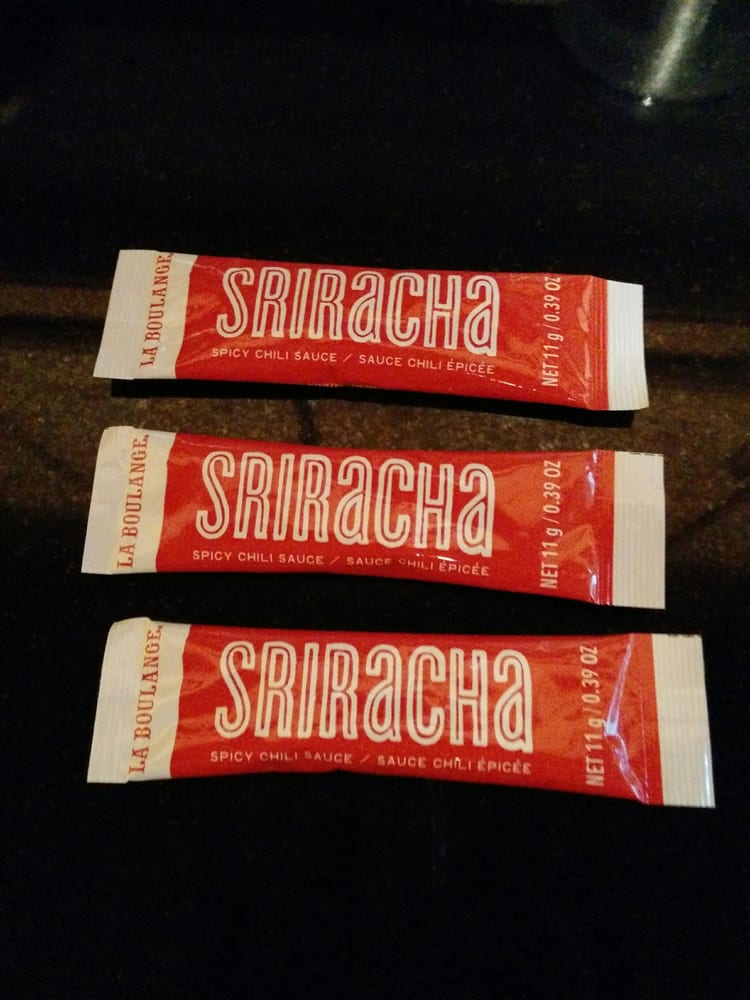 LA BOULANGE
SRIRACHA
SPICY CHILI SAUCE / SAUCE CHILI ÉPICÉE
NET 11 g / 0.39 OZ
LA BOULANGE
SRIRACHA
SPICY CHILI SAUCE / SAUCE CHILI ÉPICÉE
NET 11 g / 0.39 OZ
LA BOULANGE
SRIRACHA
SPICY CHILI SAUCE / SAUCE CHILI ÉPICÉE
NET 11 g / 0.39 OZ